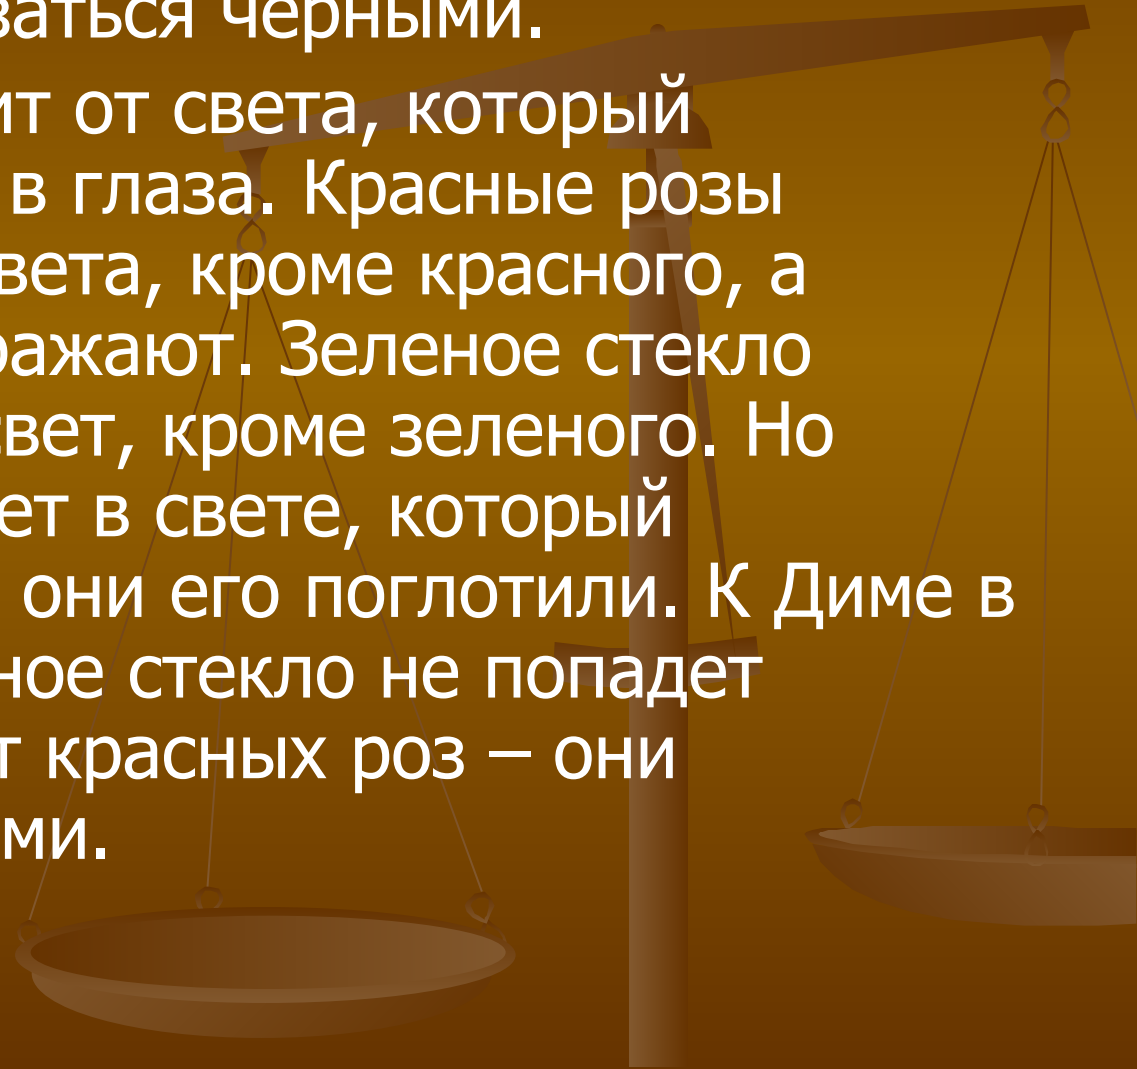 ваться черными.
ит от света, который
в глаза. Красные розы
вета, кроме красного, а
ражают. Зеленое стекло
свет, кроме зеленого. Но
ет в свете, который
они его поглотили. К Диме в
ное стекло не попадет
т красных роз – они
ми.